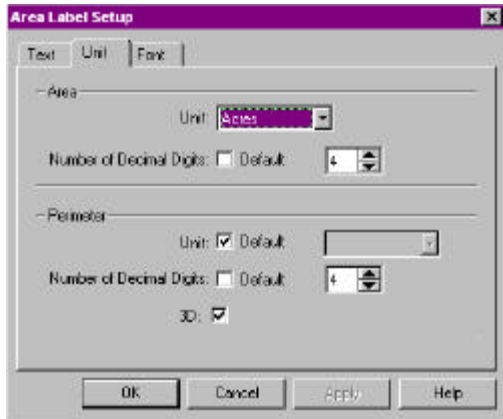 Area Label Setup
Text Unit Font
Area
Unit: Acres
Number of Decimal Digits: Default 4
Perimeter
Unit: Default
Number of Decimal Digits: Default 4
3D:
OK Cancel Apply Help